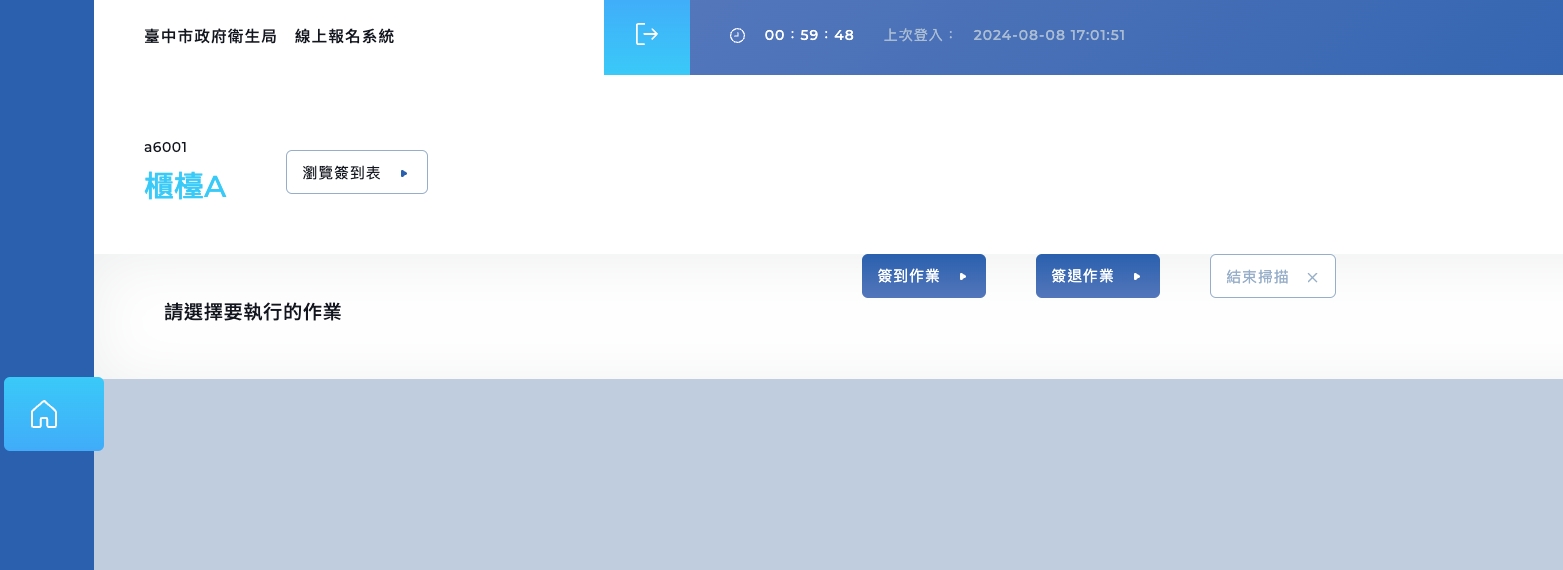 臺中市政府衛生局 線上報名系統
00：59：48 上次登入： 2024-08-08 17:01:51
a6001
櫃檯A
瀏覽簽到表
簽到作業 簽退作業 結束掃描
請選擇要執行的作業